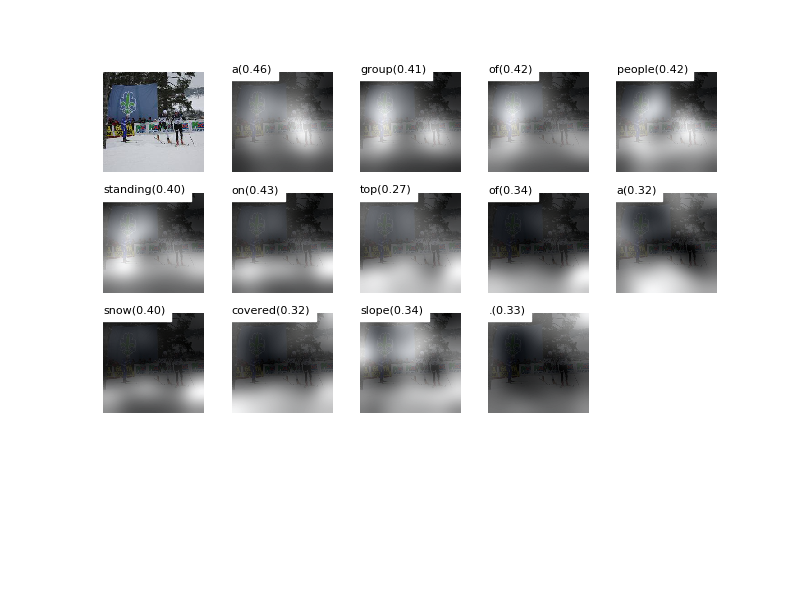 a(0.46) group(0.41) of(0.42) people(0.42)
standing(0.40) on(0.43) top(0.27) of(0.34) a(0.32)
snow(0.40) covered(0.32) slope(0.34) .(0.33)